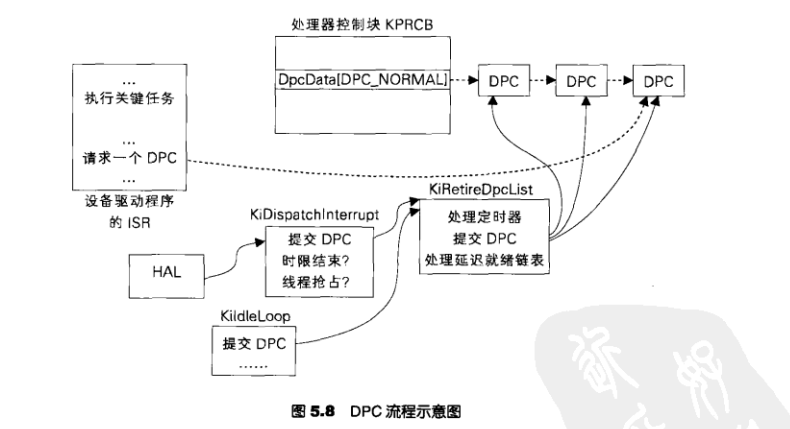 处理器控制块 KPRCB
DpcData[DPC_NORMAL]
DPC
DPC
DPC
...
执行关键任务
...
请求一个 DPC
...
设备驱动程序
的 ISR
KiRetireDpcList
处理定时器
提交 DPC
处理延迟就绪链表
KiDispatchInterrupt
提交 DPC
时限结束?
线程抢占?
HAL
KiIdleLoop
提交 DPC
......
图 5.8 DPC 流程示意图